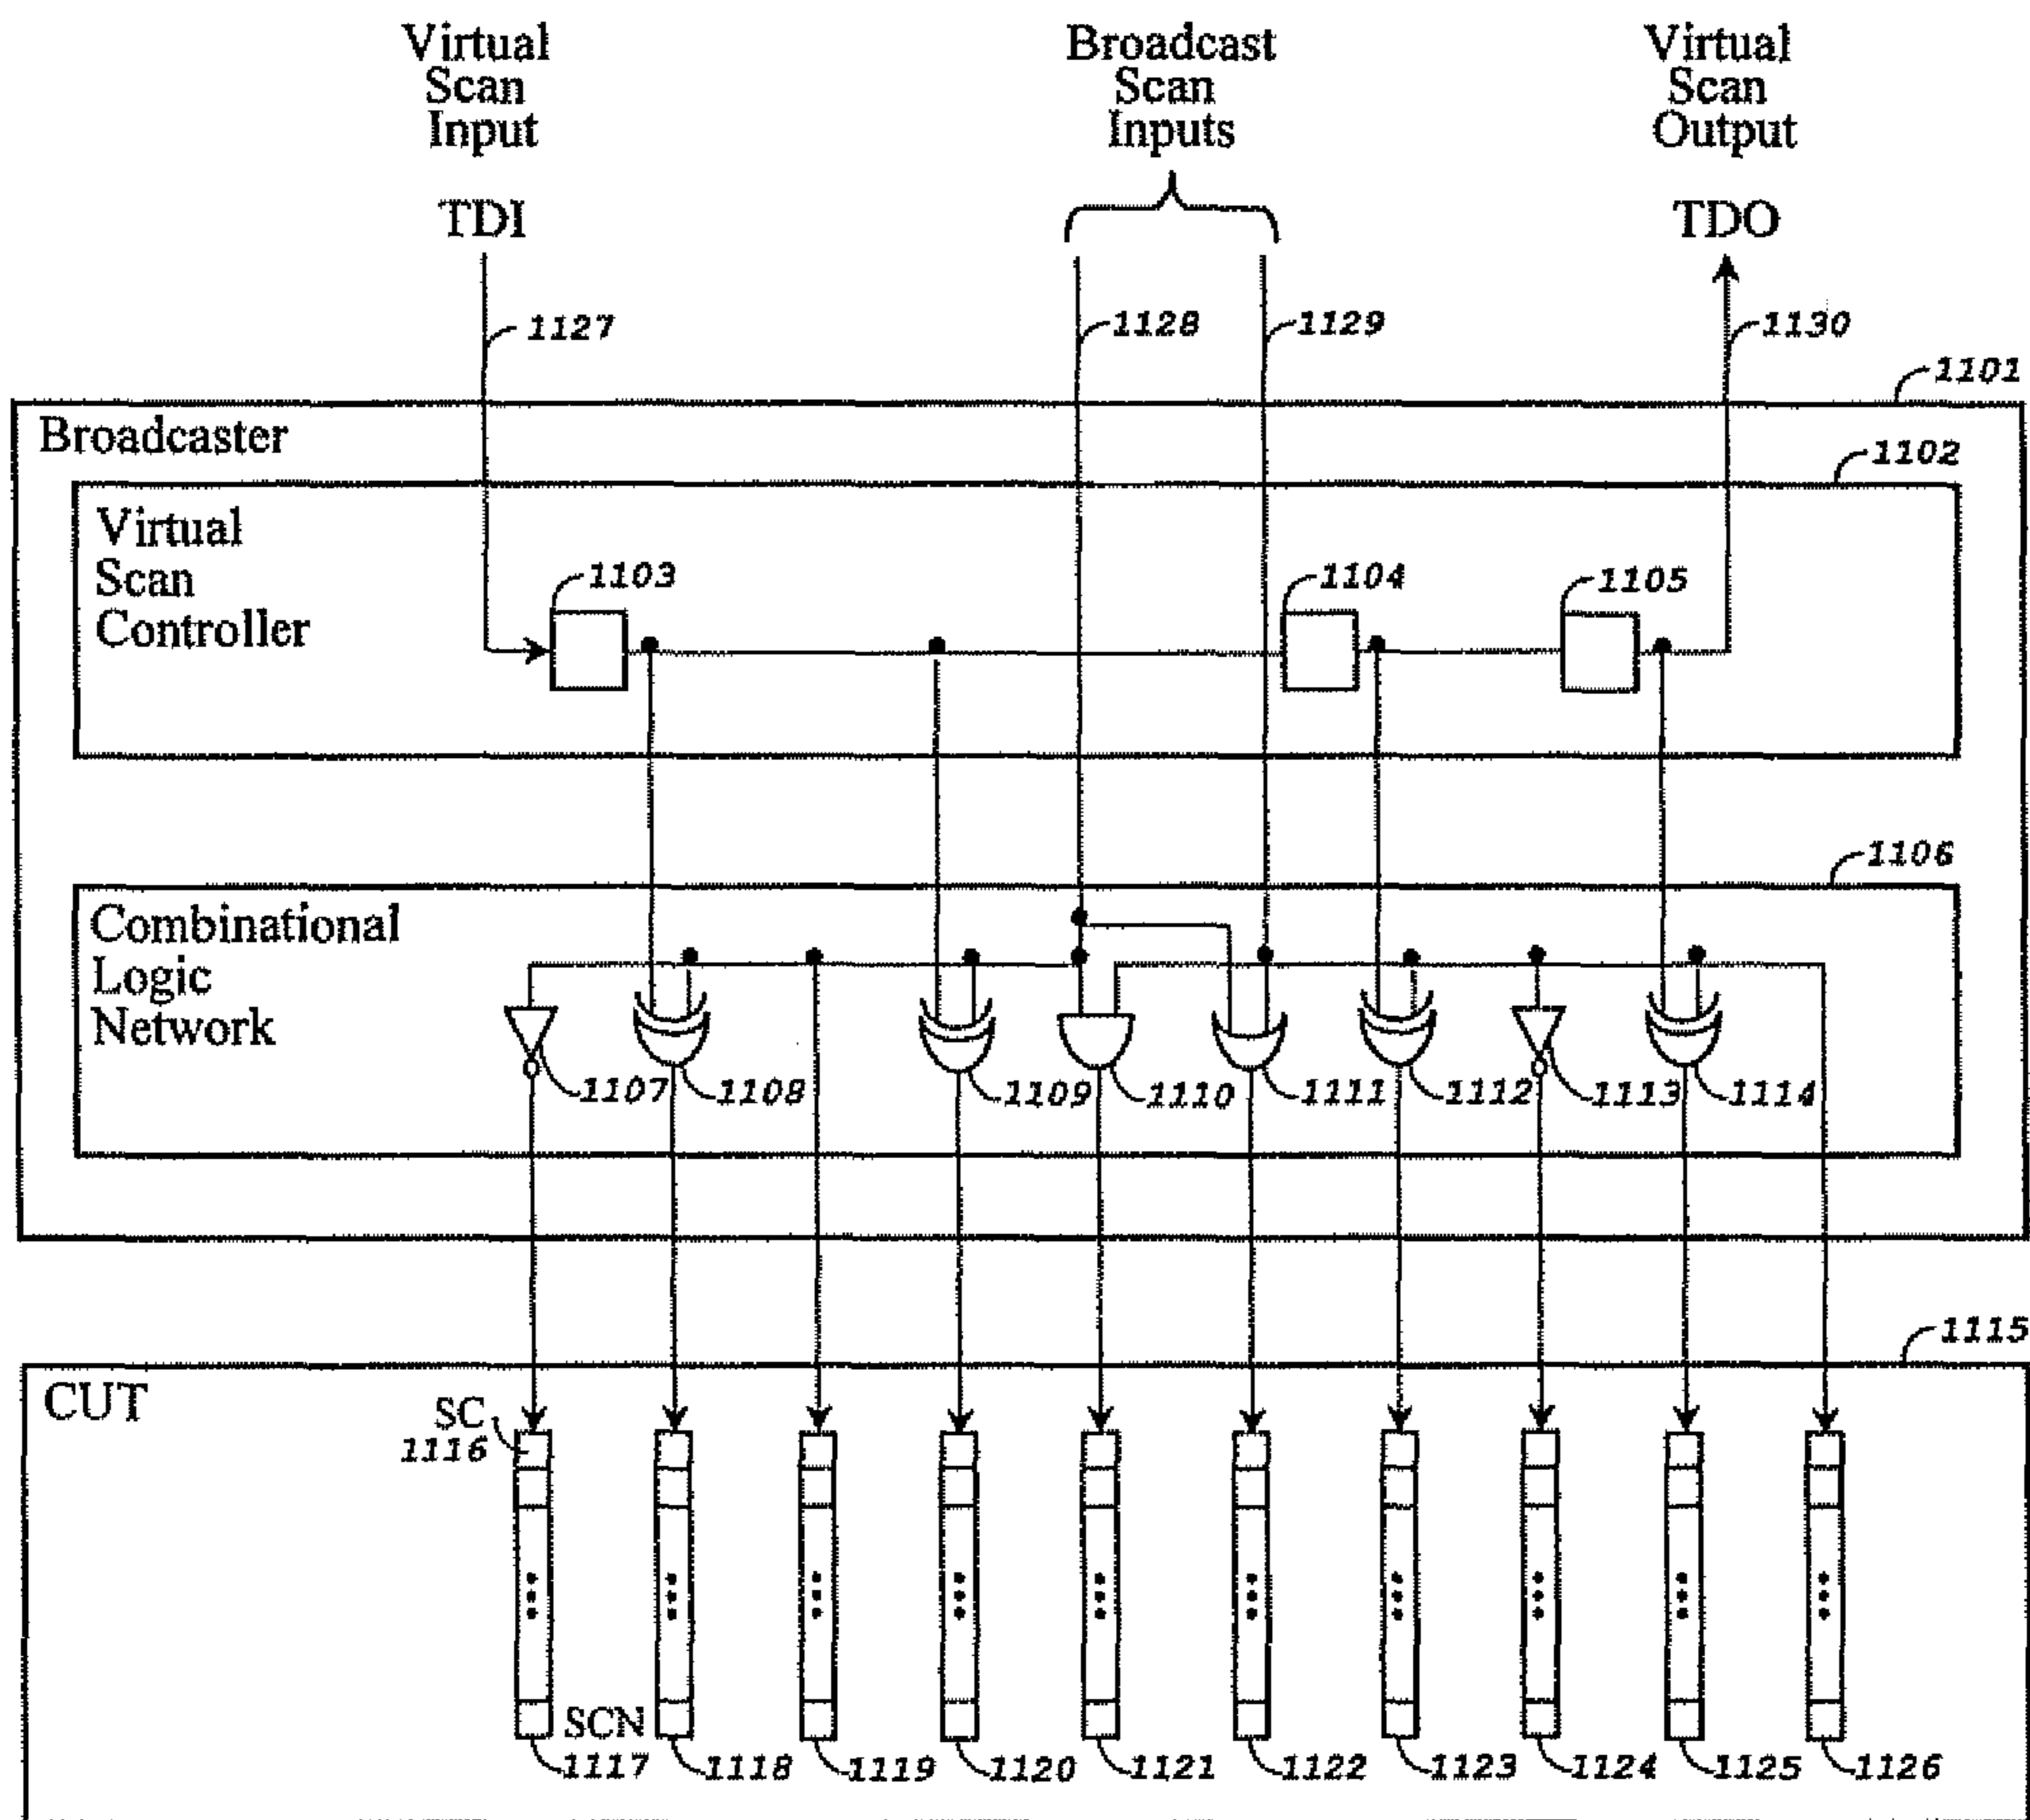 Virtual
Scan
Input
Broadcast
Scan
Inputs
Virtual
Scan
Output
TDI
TDO
1127
1128
1129
1130
1101
Broadcaster
1102
Virtual
Scan
Controller
1103
1104
1105
1106
Combinational
Logic
Network
1107
1108
1109
1110
1111
1112
1113
1114
1115
CUT
SC
1116
SCN
1117
1118
1119
1120
1121
1122
1123
1124
1125
1126